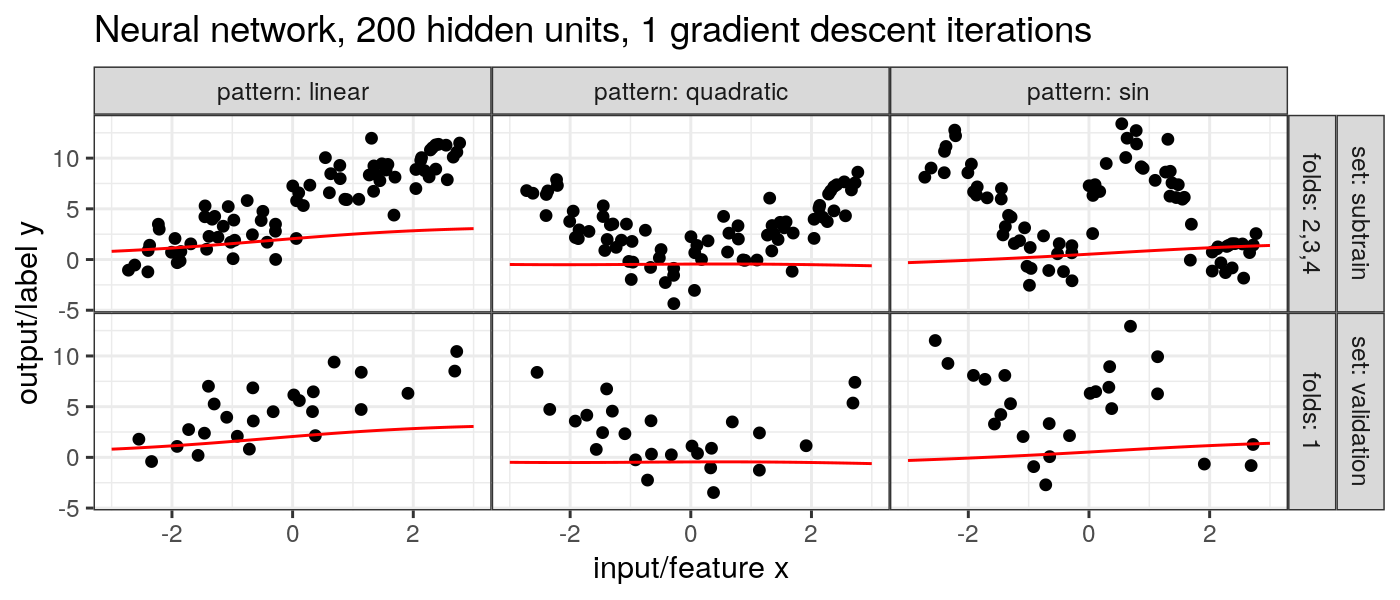 Neural network, 200 hidden units, 1 gradient descent iterations
pattern: linear
pattern: quadratic
pattern: sin
output/label y
10
5
0
-5
folds: 2,3,4
set: subtrain
10
5
0
-5
folds: 1
set: validation
-2
0
2
-2
0
2
-2
0
2
input/feature x